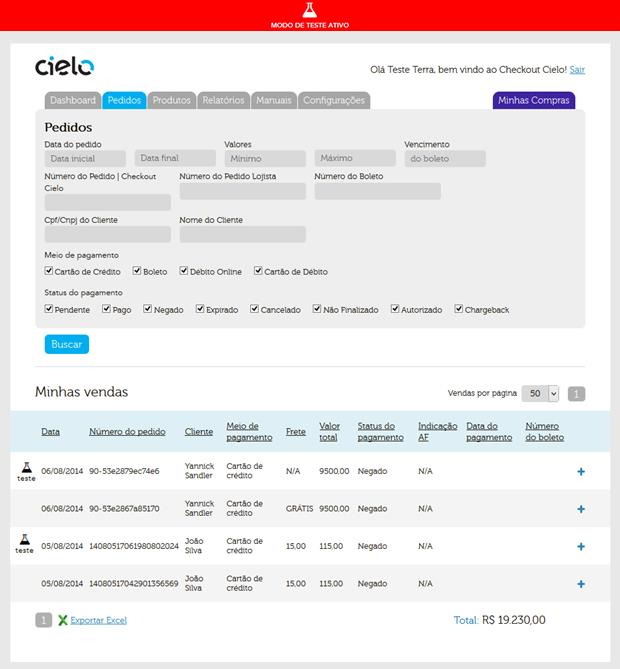 MODO DE TESTE ATIVO
cielo
Olá Teste Terra, bem vindo ao Checkout Cielo! Sair
Dashboard Pedidos Produtos Relatórios Manuais Configurações Minhas Compras
Pedidos
Data do pedido Valores Vencimento
Data inicial Data final Mínimo Máximo do boleto
Número do Pedido | Checkout Cielo Número do Pedido Lojista Número do Boleto
Cpf/Cnpj do Cliente Nome do Cliente
Meio de pagamento
Cartão de Crédito Boleto Débito Online Cartão de Débito
Status do pagamento
Pendente Pago Negado Expirado Cancelado Não Finalizado Autorizado Chargeback
Buscar
Minhas vendas Vendas por página 50 1
Data Número do pedido Cliente Meio de pagamento Frete Valor total Status do pagamento Indicação AF Data do pagamento Número do boleto
teste 06/08/2014 90-53e2879ec74e6 Yannick Sandler Cartão de crédito N/A 9500,00 Negado N/A +
06/08/2014 90-53e2867a85170 Yannick Sandler Cartão de crédito GRÁTIS 9500,00 Negado N/A +
teste 05/08/2014 14080517061980802024 João Silva Cartão de crédito 15,00 115,00 Negado N/A +
05/08/2014 14080517042901356569 João Silva Cartão de crédito 15,00 115,00 Negado N/A +
1 Exportar Excel Total: R$ 19.230,00